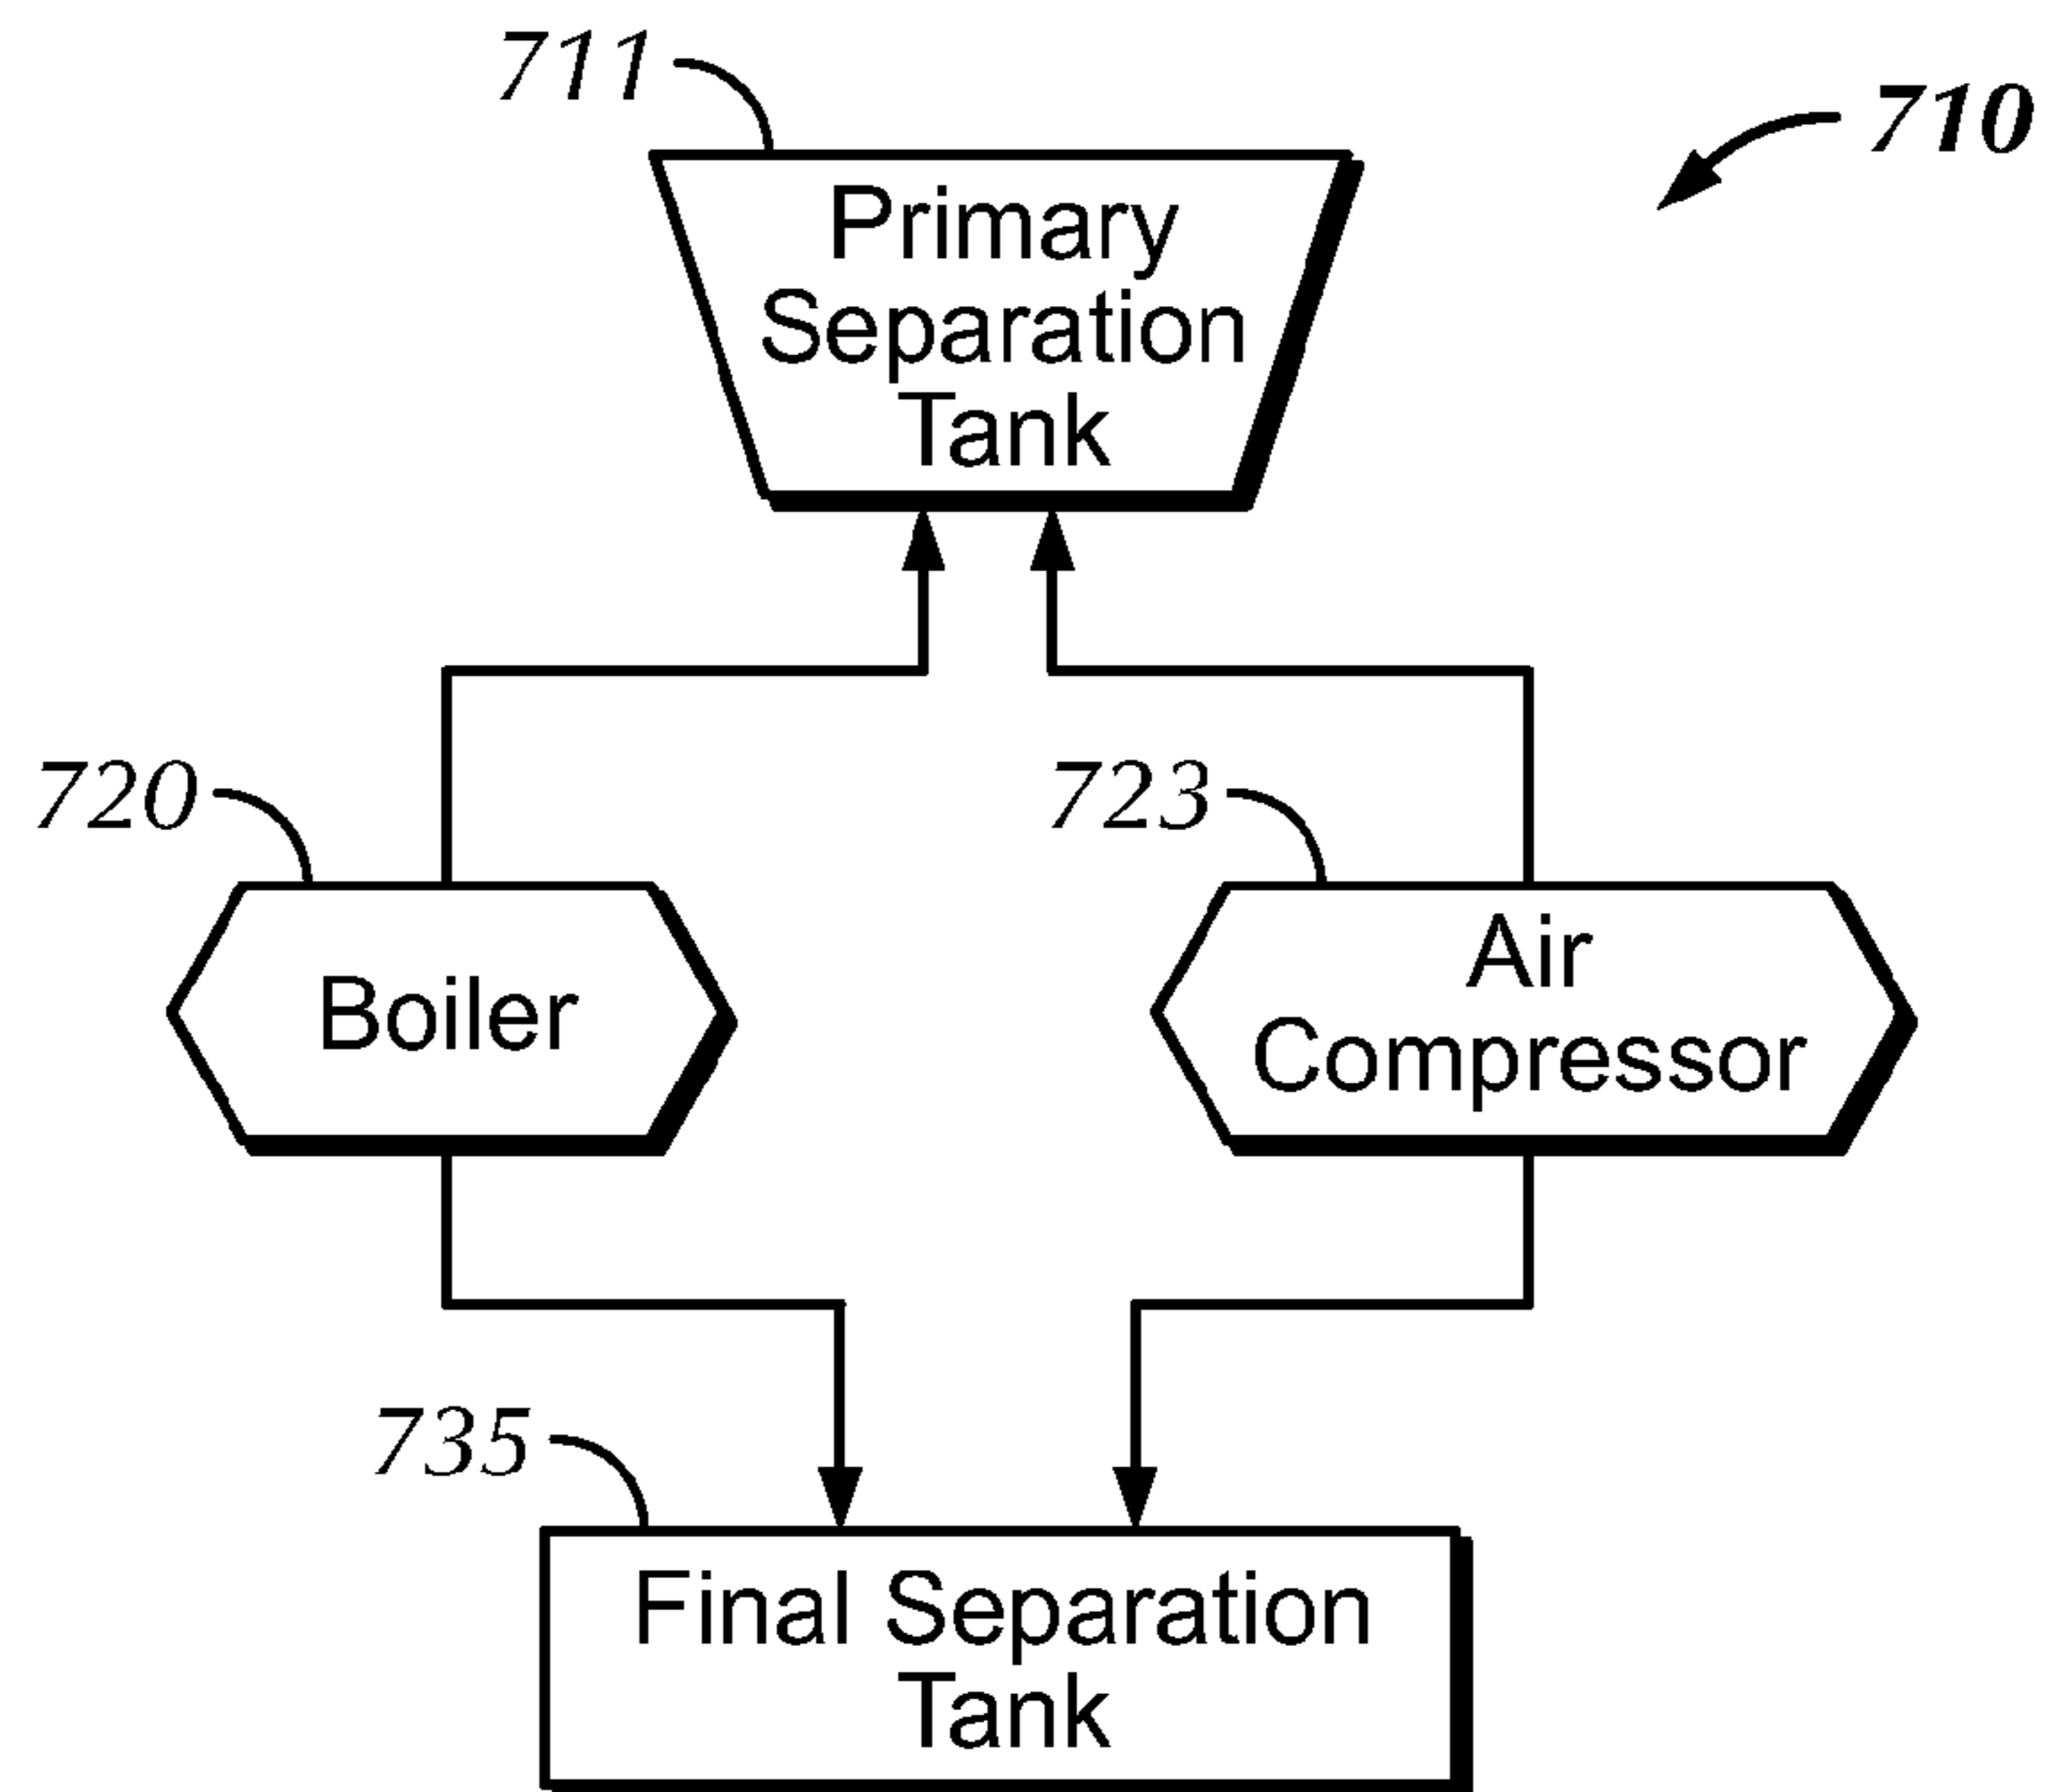 711
710
Primary
Separation
Tank
720
723
Boiler
Air
Compressor
735
Final Separation
Tank